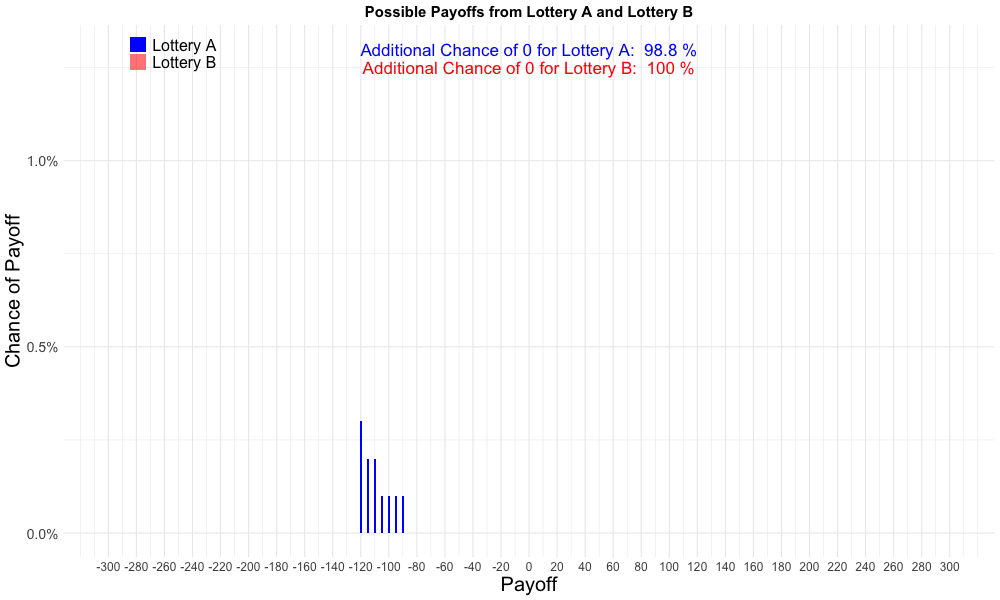 Possible Payoffs from Lottery A and Lottery B
Lottery A
Lottery B
Additional Chance of 0 for Lottery A: 98.8 %
Additional Chance of 0 for Lottery B: 100 %
Chance of Payoff
1.0%
0.5%
0.0%
-300 -280 -260 -240 -220 -200 -180 -160 -140 -120 -100 -80 -60 -40 -20 0 20 40 60 80 100 120 140 160 180 200 220 240 260 280 300
Payoff